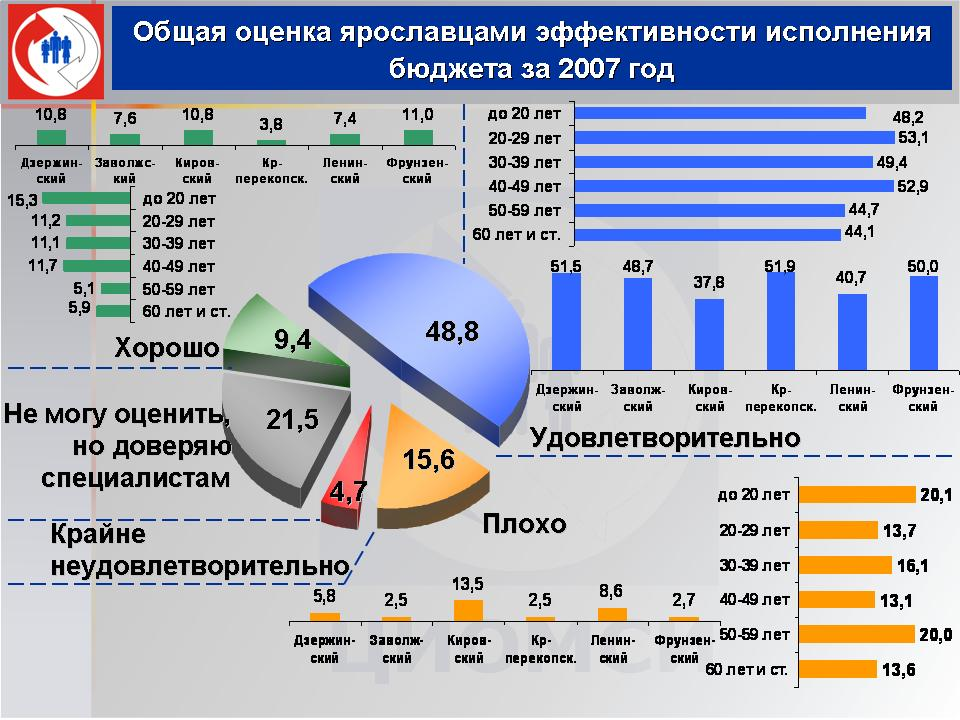 Общая оценка ярославцами эффективности исполнения
бюджета за 2007 год
10,8 7,6 10,8 3,8 7,4 11,0
Дзержин- Заволжс- Киров- Кр- Ленин- Фрунзен-
ский кий ский перекопск. ский ский
15,3 до 20 лет
11,2 20-29 лет
11,1 30-39 лет
11,7 40-49 лет
5,1 50-59 лет
5,9 60 лет и ст.
Хорошо
до 20 лет 48,2
20-29 лет 53,1
30-39 лет 49,4
40-49 лет 52,9
50-59 лет 44,7
60 лет и ст. 44,1
51,5 48,7 37,8 51,9 40,7 50,0
Дзержин- Заволж- Киров- Кр- Ленин- Фрунзен-
ский ский ский перекопск. ский ский
Удовлетворительно
48,8
9,4
21,5
15,6
4,7
Не могу оценить,
но доверяю
специалистам
Крайне
неудовлетворительно
Плохо
до 20 лет 20,1
20-29 лет 13,7
30-39 лет 16,1
40-49 лет 13,1
50-59 лет 20,0
60 лет и ст. 13,6
5,8 2,5 13,5 2,5 8,6 2,7
Дзержин- Заволж- Киров- Кр- Ленин- Фрунзен-
ский ский ский перекопск. ский ский